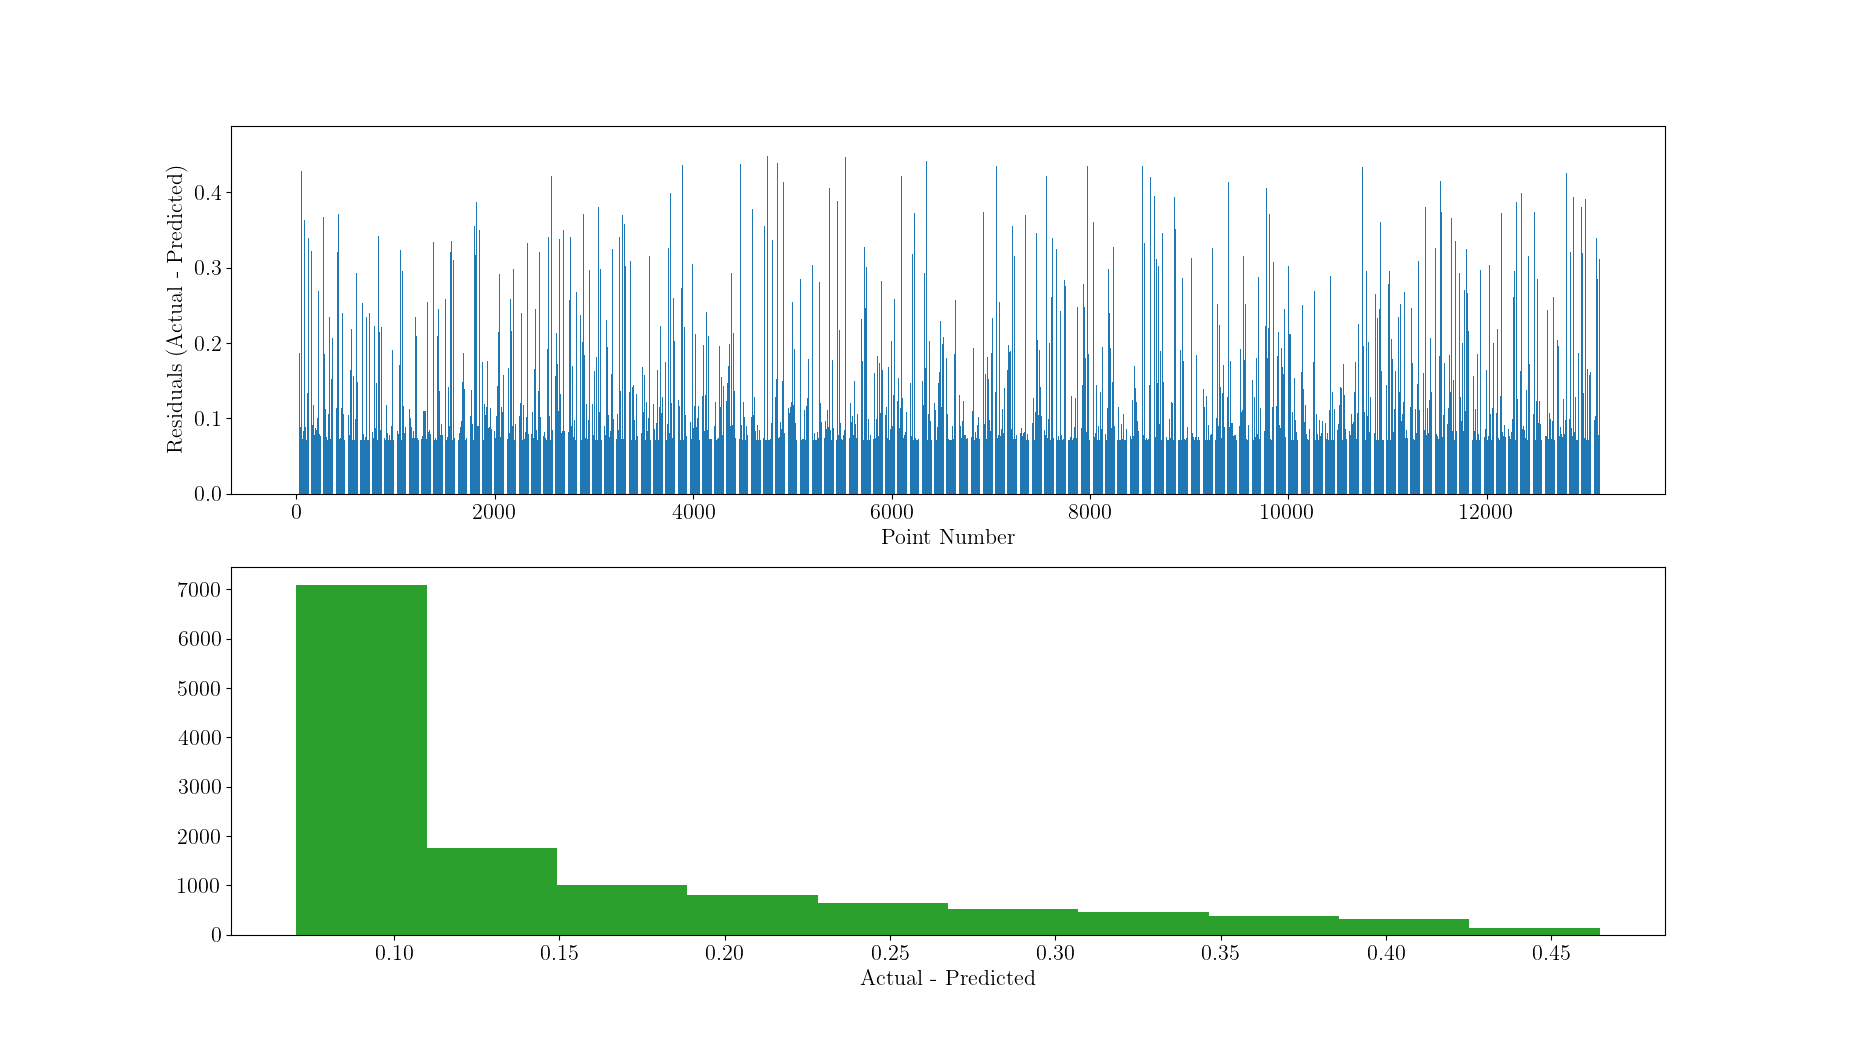 Residuals (Actual - Predicted)
0.4
0.3
0.2
0.1
0.0
0 2000 4000 6000 8000 10000 12000
Point Number
7000
6000
5000
4000
3000
2000
1000
0
0.10 0.15 0.20 0.25 0.30 0.35 0.40 0.45
Actual - Predicted